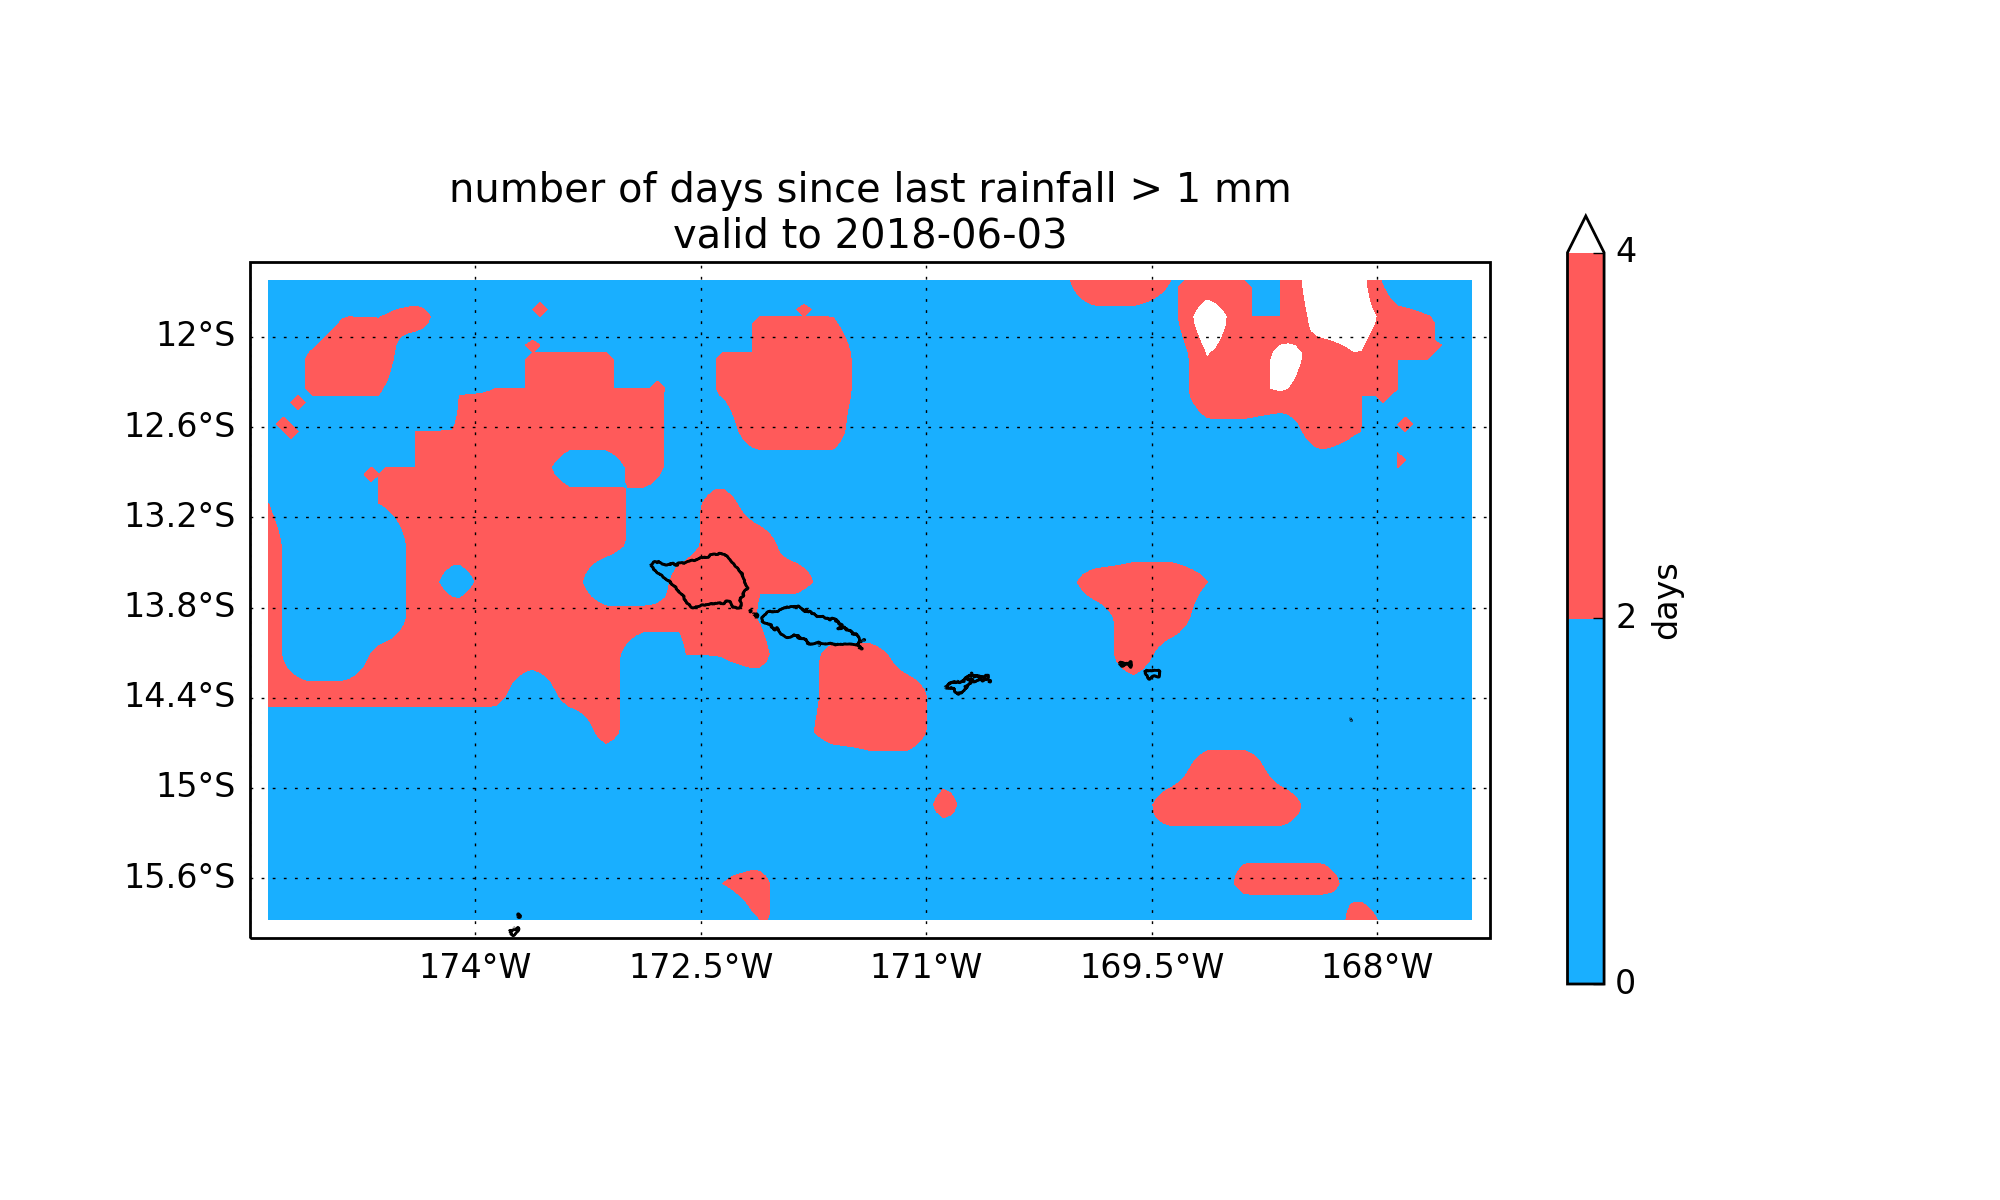 number of days since last rainfall > 1 mm
valid to 2018-06-03
12°S
12.6°S
13.2°S
13.8°S
14.4°S
15°S
15.6°S
174°W
172.5°W
171°W
169.5°W
168°W
4
2
0
days